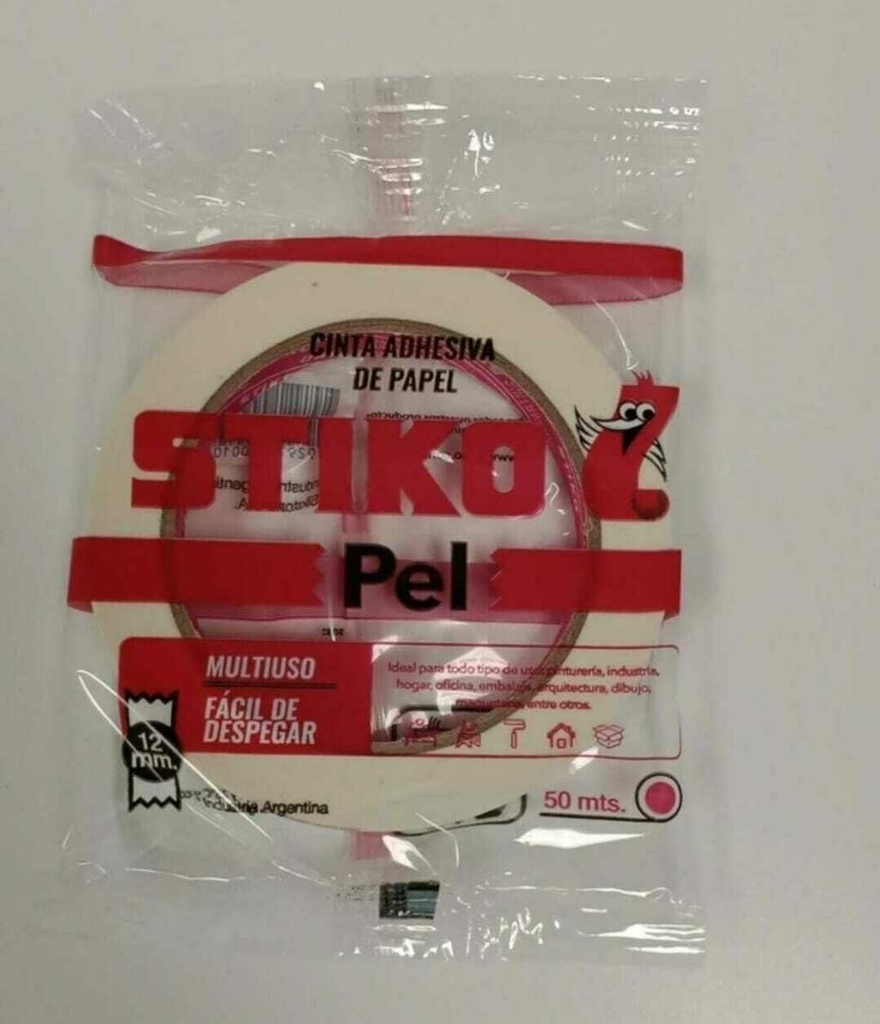 CINTA ADHESIVA
DE PAPEL
STIKO
Pel
MULTIUSO
FÁCIL DE
DESPEGAR
Ideal para todo tipo de uso: pinturería, industria,
hogar, oficina, embalaje, arquitectura, dibujo,
maquetaria, entre otros.
12
mm.
Industria Argentina
50 mts.